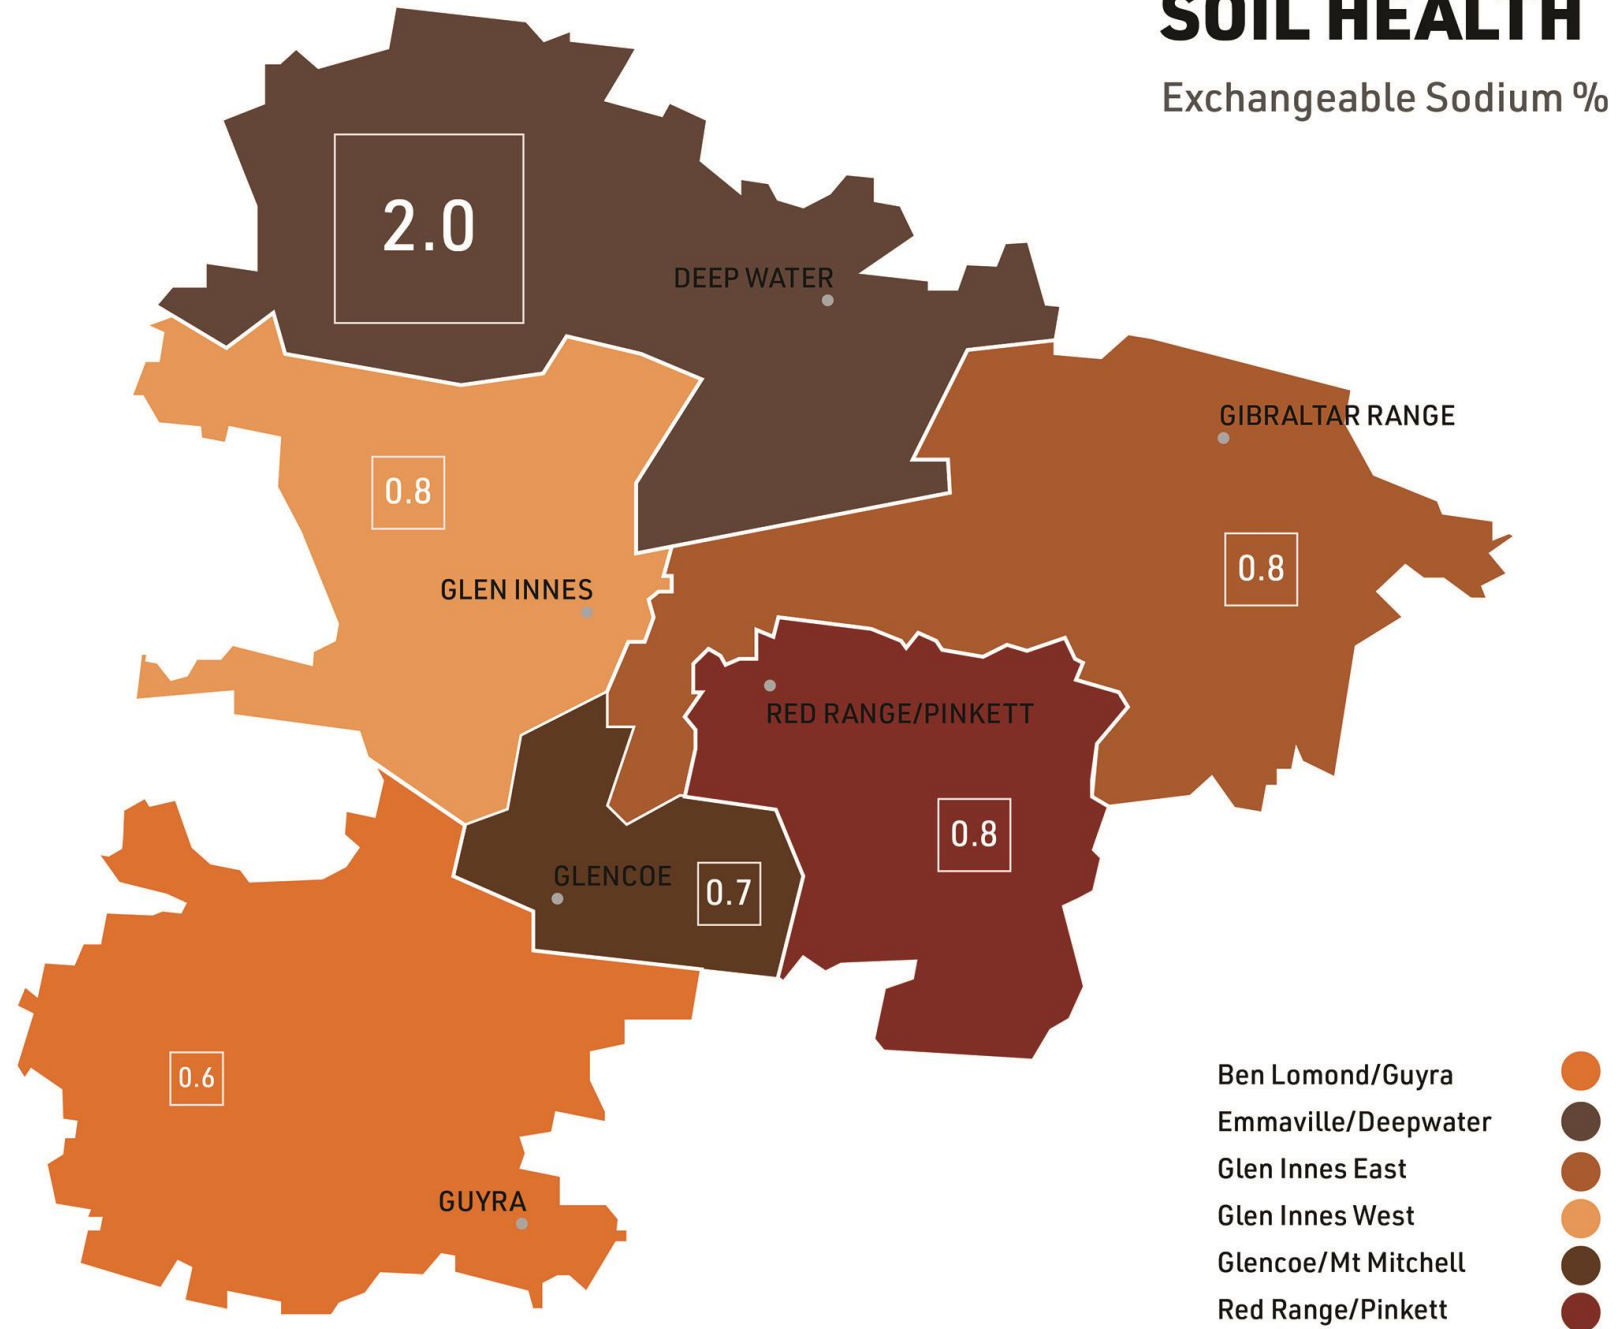 SOIL HEALTH
Exchangeable Sodium %
2.0
DEEP WATER
GIBRALTAR RANGE
0.8
0.8
GLEN INNES
RED RANGE/PINKETT
0.8
GLENCOE
0.7
0.6
GUYRA
Ben Lomond/Guyra
Emmaville/Deepwater
Glen Innes East
Glen Innes West
Glencoe/Mt Mitchell
Red Range/Pinkett